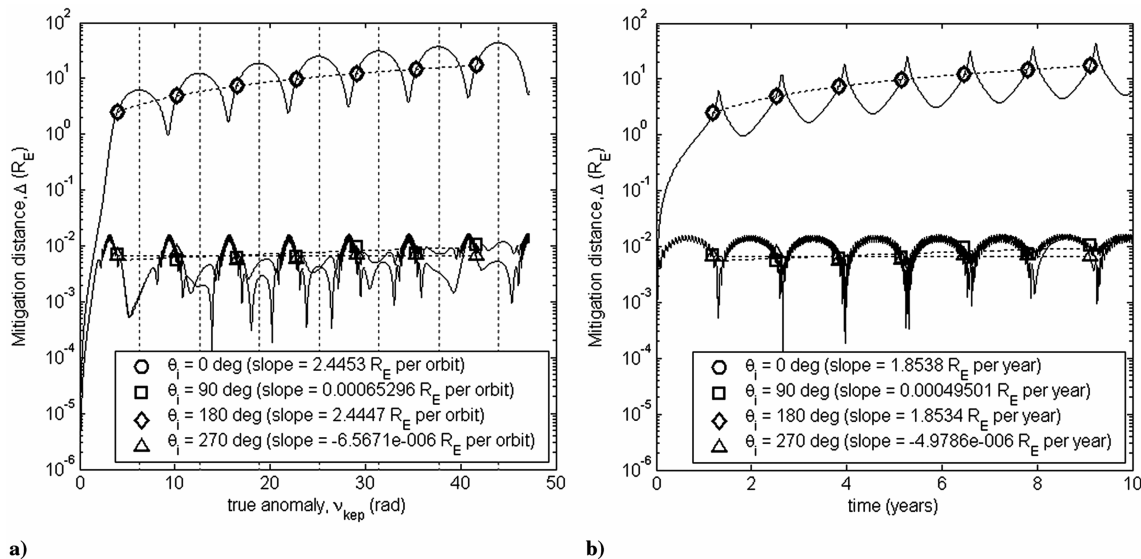 Mitigation distance, Δ (R_E)
10^2
10^1
10^0
10^-1
10^-2
10^-3
10^-4
10^-5
10^-6
θ_i = 0 deg (slope = 2.4453 R_E per orbit)
θ_i = 90 deg (slope = 0.00065296 R_E per orbit)
θ_i = 180 deg (slope = 2.4447 R_E per orbit)
θ_i = 270 deg (slope = -6.5671e-006 R_E per orbit)
0 10 20 30 40 50
true anomaly, ν_kep (rad)
a)
Mitigation distance, Δ (R_E)
10^2
10^1
10^0
10^-1
10^-2
10^-3
10^-4
10^-5
10^-6
θ_i = 0 deg (slope = 1.8538 R_E per year)
θ_i = 90 deg (slope = 0.00049501 R_E per year)
θ_i = 180 deg (slope = 1.8534 R_E per year)
θ_i = 270 deg (slope = -4.9786e-006 R_E per year)
0 2 4 6 8 10
time (years)
b)